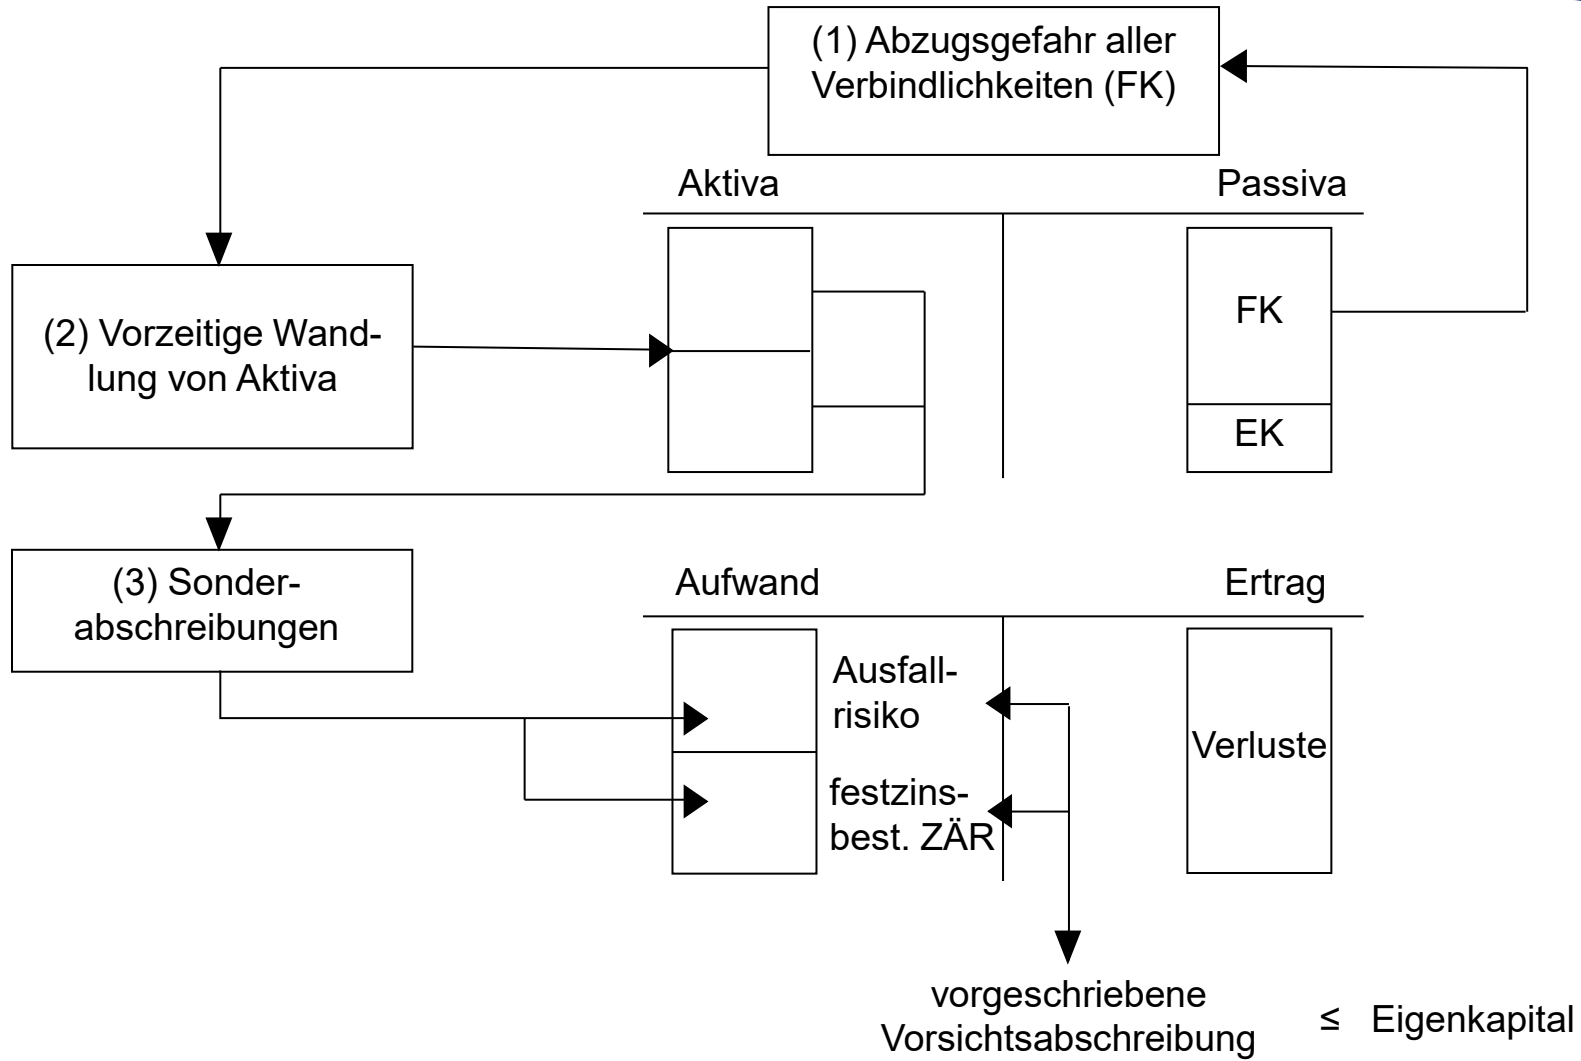 (1) Abzugsgefahr aller
Verbindlichkeiten (FK)
Aktiva
Passiva
(2) Vorzeitige Wand-
lung von Aktiva
FK
EK
(3) Sonder-
abschreibungen
Aufwand
Ertrag
Ausfall-
risiko
Verluste
festzins-
best. ZÄR
vorgeschriebene
Vorsichtsabschreibung
≤ Eigenkapital